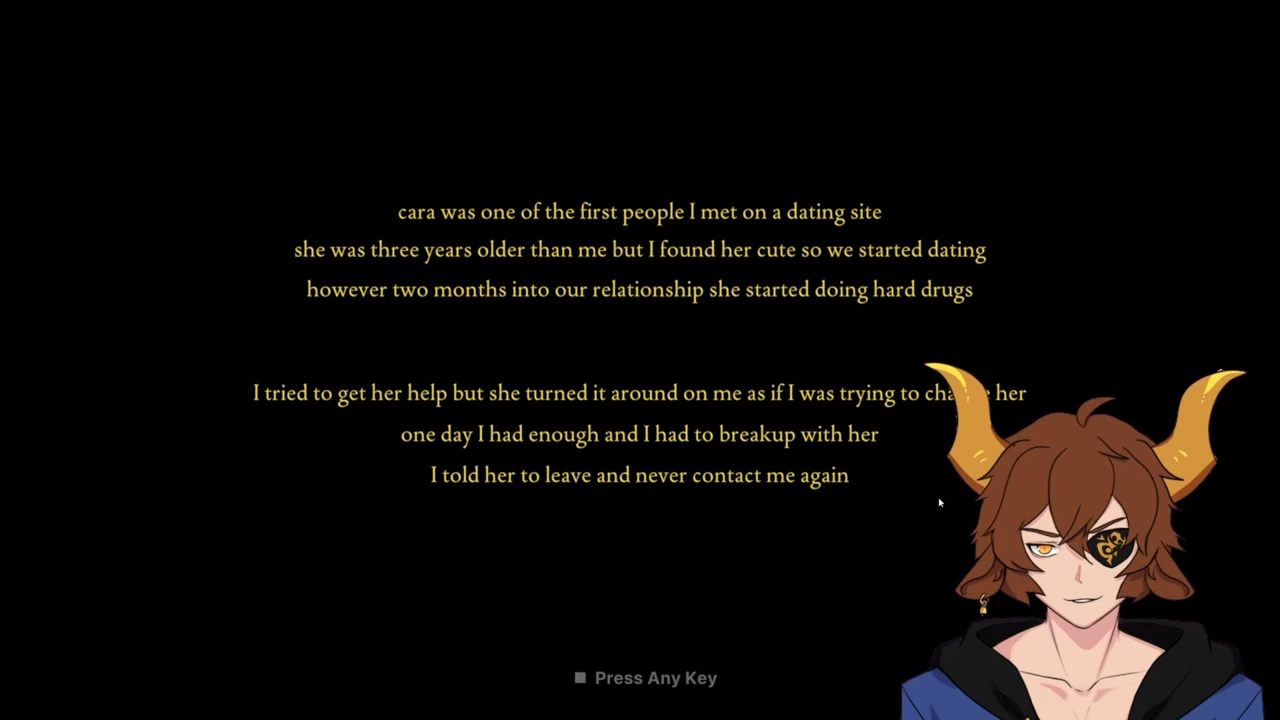 cara was one of the first people I met on a dating site
she was three years older than me but I found her cute so we started dating
however two months into our relationship she started doing hard drugs
I tried to get her help but she turned it around on me as if I was trying to her
one day I had enough and I had to breakup with her
I told her to leave and never contact me again
Press Any Key